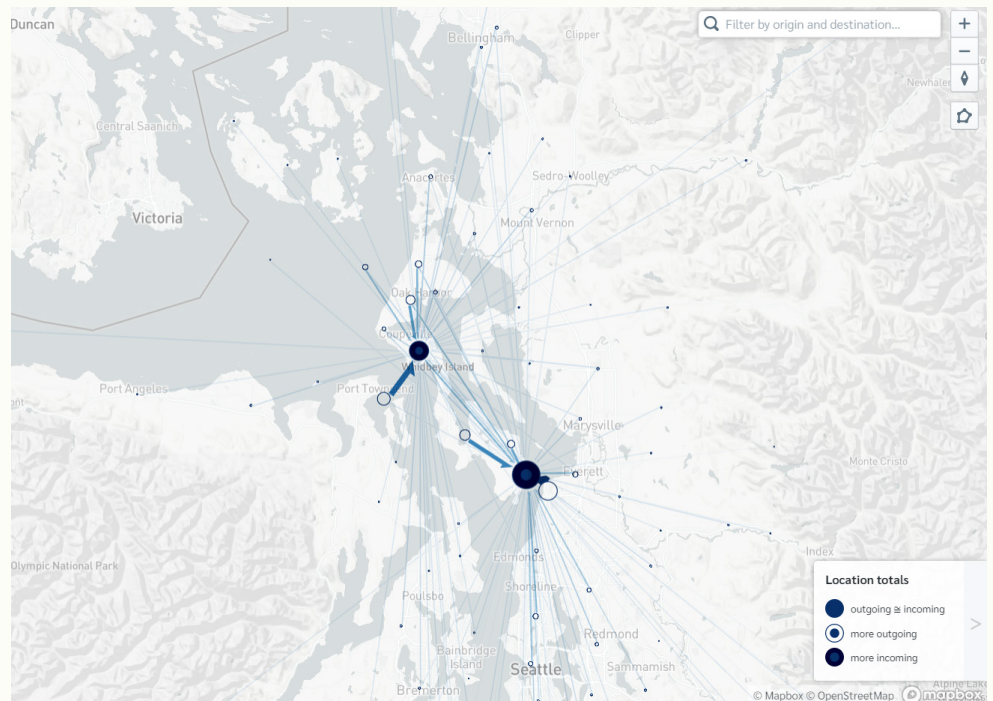 Duncan
Filter by origin and destination...
Bellingham
Clipper
Newhale
Central Saanich
Anacortes
Sedro-Woolley
Victoria
Mount Vernon
Oak Harbor
Coupeville
Whidbey Island
Port Angeles
Port Townsend
Marysville
Everett
Monte Cristo
Edmonds
Index
Olympic National Park
Shoreline
Poulsbo
Redmond
Bainbridge
Island
Seattle
Sammamish
Bremerton
Alpine Lake
Location totals
outgoing ≅ incoming
more outgoing
more incoming
© Mapbox © OpenStreetMap
mapbox